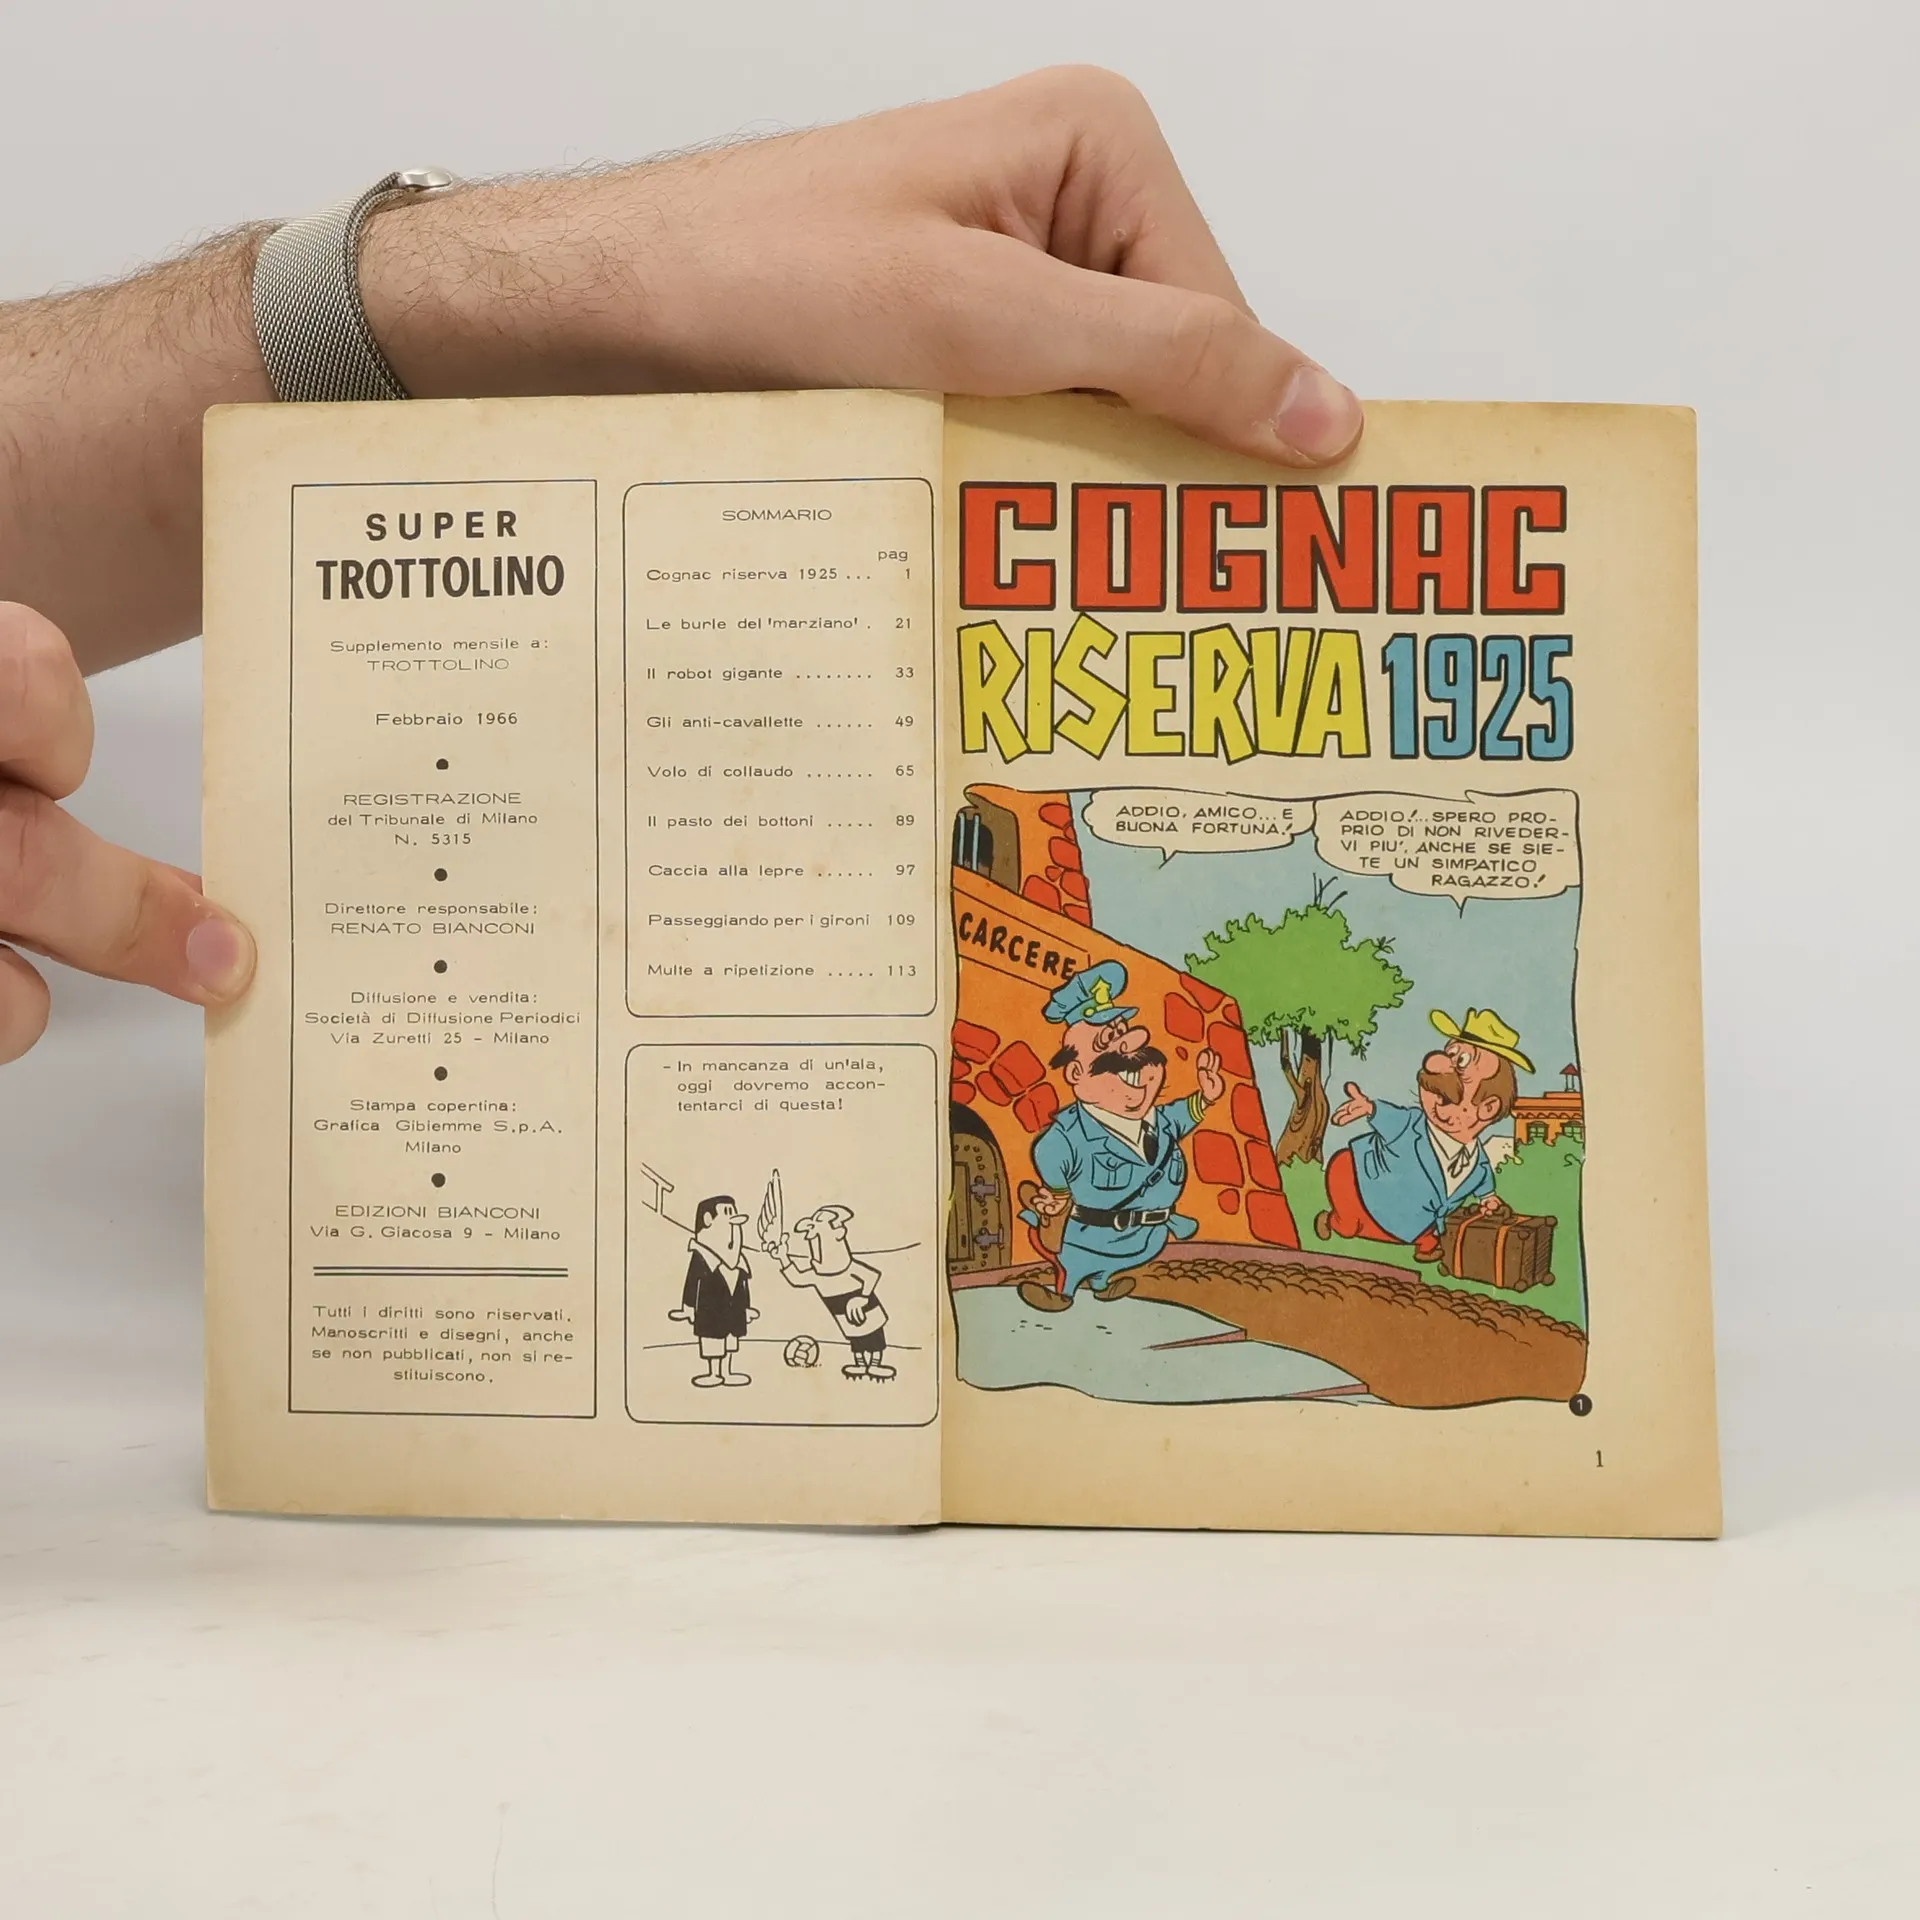 SUPER
TROTTOLINO
Supplemento mensile a:
TROTTOLINO
Febbraio 1966
REGISTRAZIONE
del Tribunale di Milano
N. 5315
Direttore responsabile:
RENATO BIANCONI
Diffusione e vendita:
Società di Diffusione Periodici
Via Zuretti 25 - Milano
Stampa copertina:
Grafica Gibiemme S.p.A.
Milano
EDIZIONI BIANCONI
Via G. Giacosa 9 - Milano
Tutti i diritti sono riservati.
Manoscritti e disegni, anche
se non pubblicati, non si re-
stituiscono.
SOMMARIO
pag
Cognac riserva 1925 ... 1
Le burle del 'marziano' . 21
Il robot gigante ........ 33
Gli anti-cavallette ...... 49
Volo di collaudo ....... 65
Il pasto dei bottoni ..... 89
Caccia alla lepre ...... 97
Passeggiando per i gironi 109
Multe a ripetizione ..... 113
- In mancanza di un'ala,
oggi dovremo accon-
tentarci di questa!
COGNAC
RISERVA 1925
ADDIO, AMICO... E
BUONA FORTUNA!
ADDIO!...SPERO PRO-
PRIO DI NON RIVEDER-
VI PIU', ANCHE SE SIE-
TE UN SIMPATICO
RAGAZZO!
CARCERE
1
1